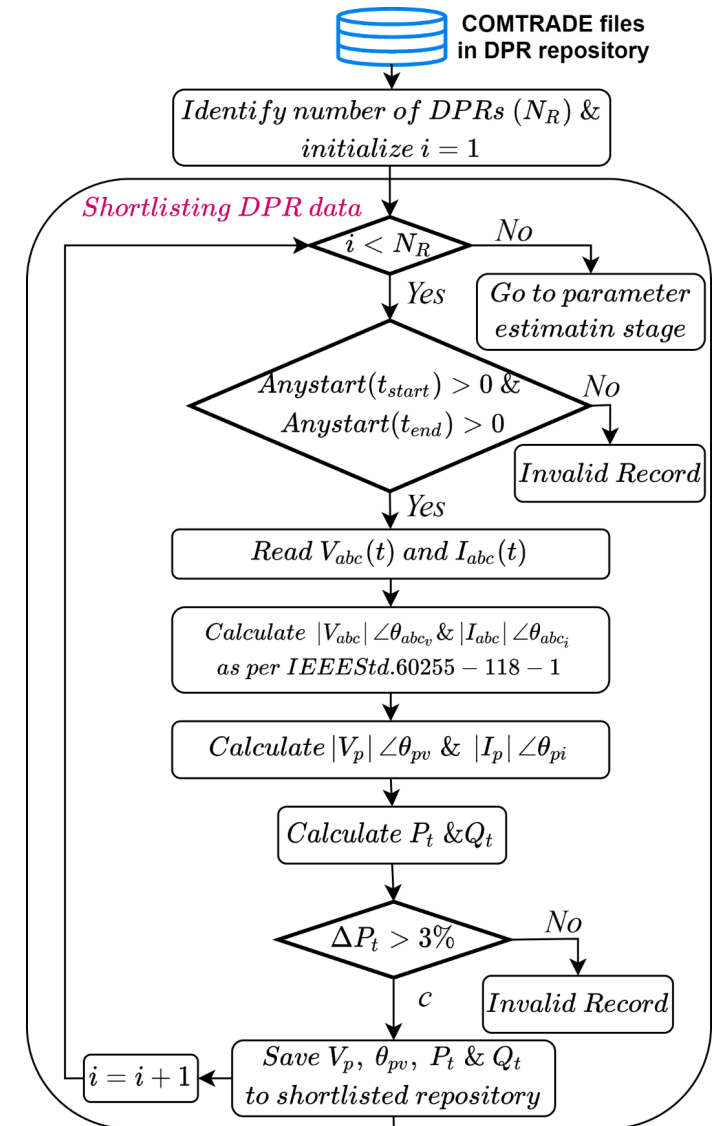 COMTRADE files
in DPR repository
Identify number of DPRs (N_R) &
initialize i = 1
Shortlisting DPR data
i < N_R
No
Yes
Go to parameter
estimatin stage
Anystart(t_start) > 0 &
Anystart(t_end) > 0
No
Invalid Record
Yes
Read V_abc(t) and I_abc(t)
Calculate |V_abc| ∠θ_abc_v & |I_abc| ∠θ_abc_i
as per IEEEStd.60255 − 118 − 1
Calculate |V_p| ∠θ_pv & |I_p| ∠θ_pi
Calculate P_t & Q_t
ΔP_t > 3%
No
c
Invalid Record
Save V_p, θ_pv, P_t & Q_t
to shortlisted repository
i = i + 1